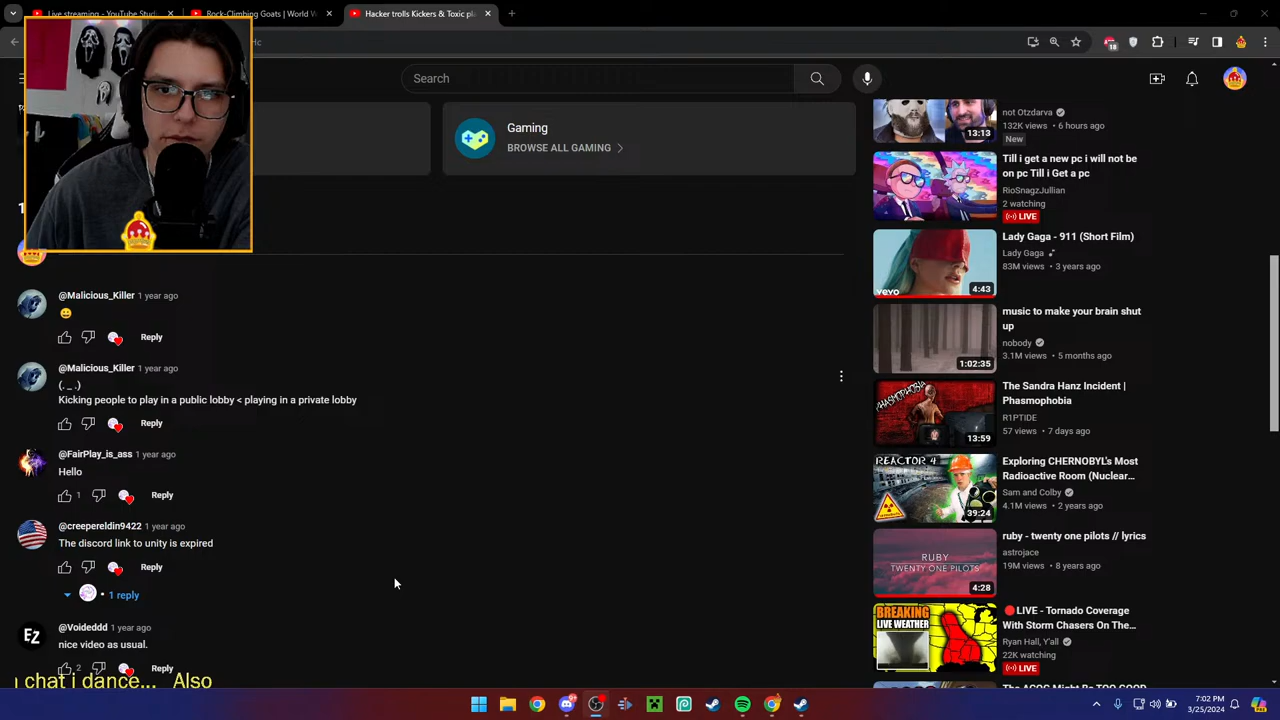 Live streaming - YouTube Studi
Rock-Climbing Goats | World W
Hacker trolls Kickers & Toxic pl
Hc
18
Search
Gaming
BROWSE ALL GAMING
@Malicious_Killer 1 year ago
😀
Reply
@Malicious_Killer 1 year ago
(. _ .)
Kicking people to play in a public lobby < playing in a private lobby
Reply
@FairPlay_is_ass 1 year ago
Hello
1 Reply
@creepereldin9422 1 year ago
The discord link to unity is expired
Reply
1 reply
EZ
@Voideddd 1 year ago
nice video as usual.
2 Reply
chat i dance... Also
13:13
not Otzdarva
132K views • 6 hours ago
New
Till i get a new pc i will not be
on pc Till i Get a pc
RioSnagzJullian
2 watching
LIVE
vevo
4:43
Lady Gaga - 911 (Short Film)
Lady Gaga
83M views • 3 years ago
1:02:35
music to make your brain shut
up
nobody
3.1M views • 5 months ago
PHASMOPHOBIA
13:59
The Sandra Hanz Incident |
Phasmophobia
R1PTIDE
57 views • 7 days ago
REACTOR 4
39:24
Exploring CHERNOBYL's Most
Radioactive Room (Nuclear...
Sam and Colby
4.1M views • 2 years ago
RUBY
TWENTY ONE PILOTS
4:28
ruby - twenty one pilots // lyrics
astrojace
19M views • 8 years ago
BREAKING
LIVE WEATHER
🔴LIVE - Tornado Coverage
With Storm Chasers On The...
Ryan Hall, Y'all
22K watching
LIVE
The ACOG Might Be TOO GOOD
7:02 PM
3/25/2024